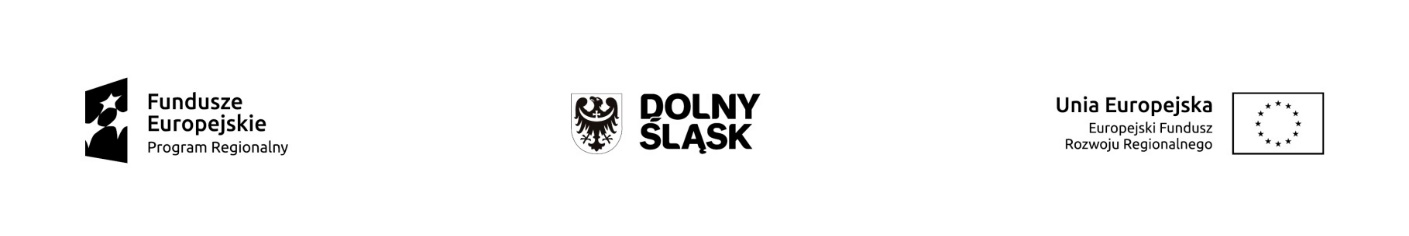 Fundusze
Europejskie
Program Regionalny
DOLNY
ŚLĄSK
Unia Europejska
Europejski Fundusz
Rozwoju Regionalnego